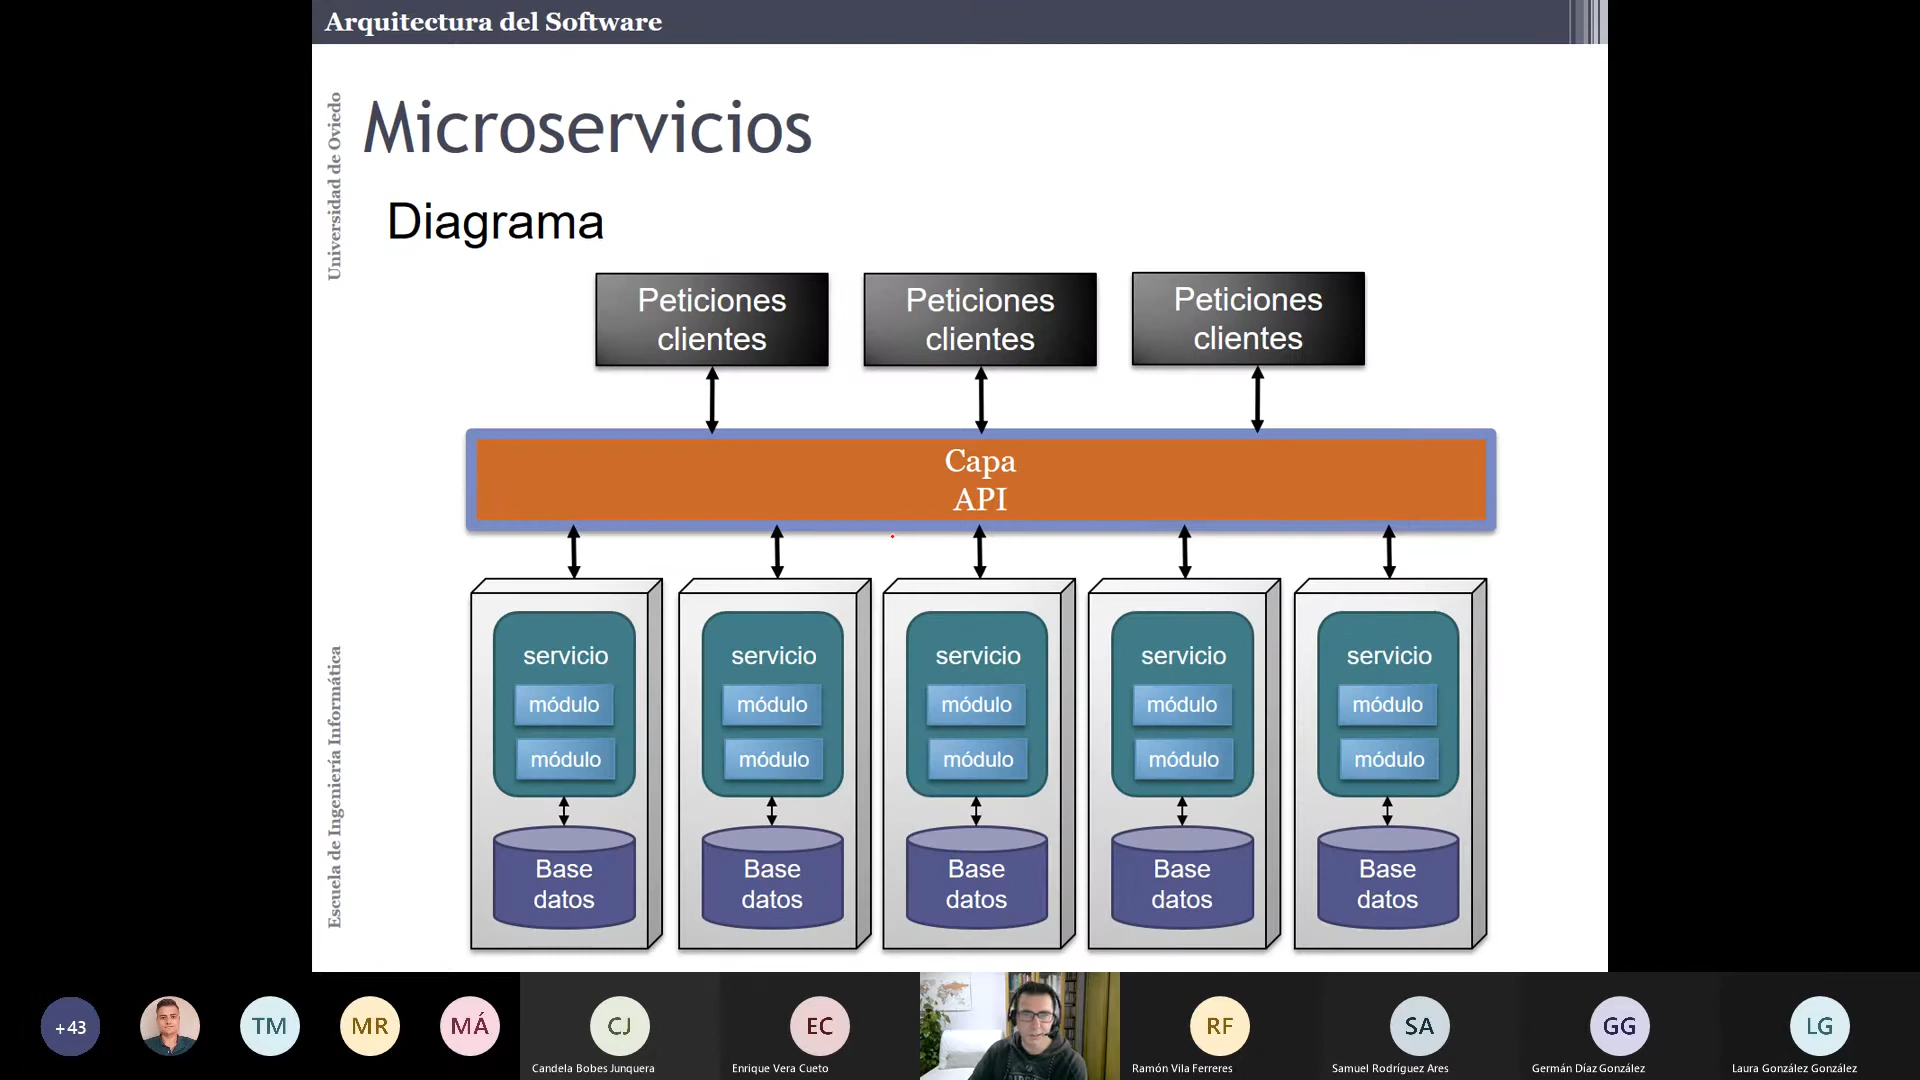 Arquitectura del Software
Universidad de Oviedo
Escuela de Ingeniería Informática
Microservicios
Diagrama
Peticiones
clientes
Peticiones
clientes
Peticiones
clientes
Capa
API
servicio
módulo
módulo
Base
datos
servicio
módulo
módulo
Base
datos
servicio
módulo
módulo
Base
datos
servicio
módulo
módulo
Base
datos
servicio
módulo
módulo
Base
datos
+43
TM
MR
MÁ
CJ
Candela Bobes Junquera
EC
Enrique Vera Cueto
RF
Ramón Vila Ferreres
SA
Samuel Rodríguez Ares
GG
Germán Díaz González
LG
Laura González González